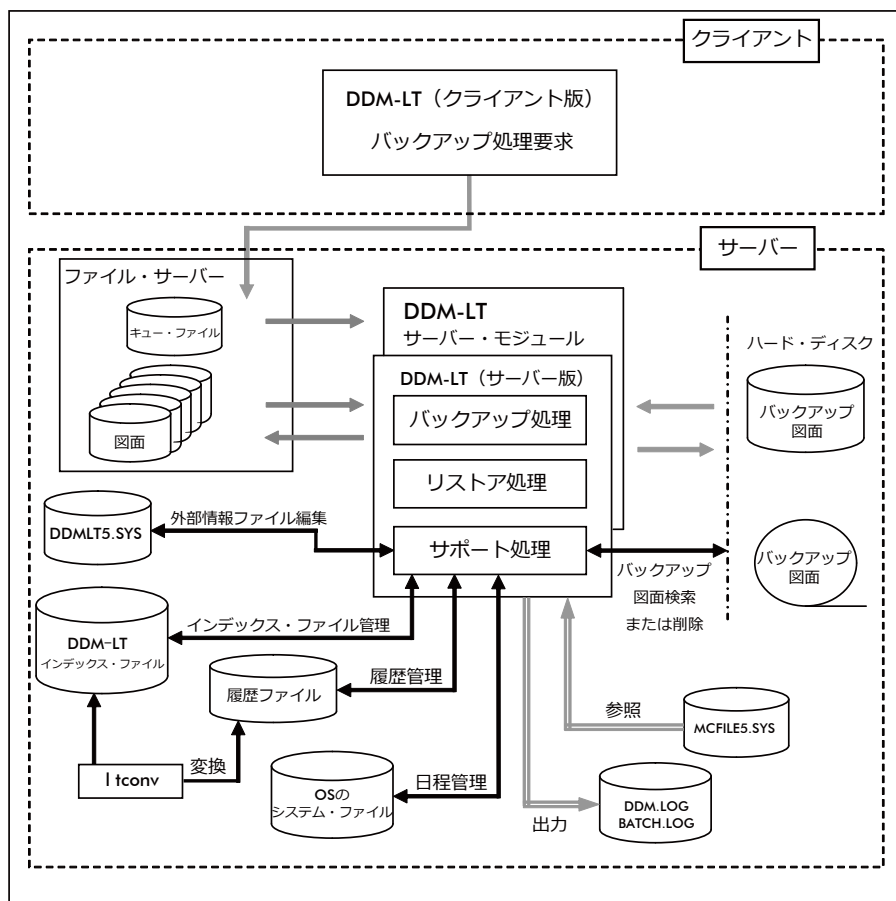 クライアント
DDM-LT（クライアント版）
バックアップ処理要求
サーバー
ファイル・サーバー
キュー・ファイル
図面
DDM-LT
サーバー・モジュール
DDM-LT（サーバー版）
バックアップ処理
リストア処理
サポート処理
ハード・ディスク
バックアップ
図面
バックアップ
図面
バックアップ
図面検索
または削除
DDMLT5.SYS
外部情報ファイル編集
DDM-LT
インデックス・ファイル
インデックス・ファイル管理
履歴ファイル
履歴管理
ltconv
変換
OSの
システム・ファイル
日程管理
参照
MCFILE5.SYS
出力
DDM.LOG
BATCH.LOG